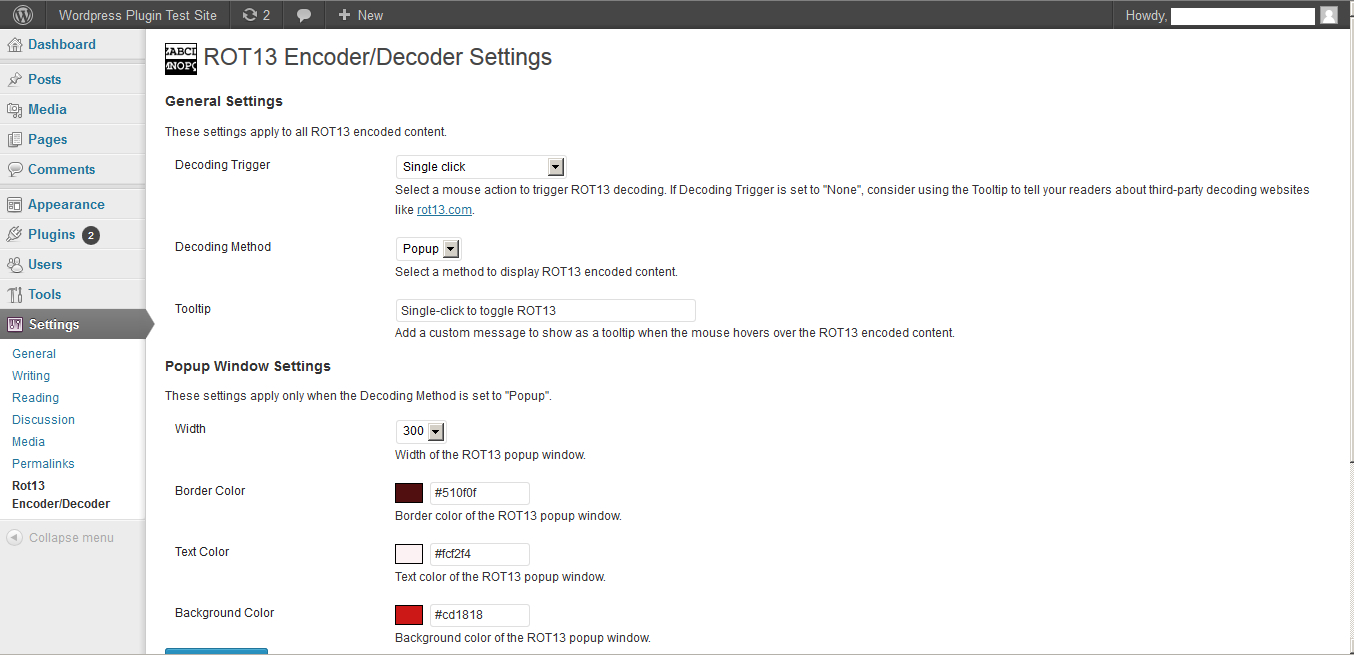 Wordpress Plugin Test Site 2 New Howdy,
Dashboard
Posts
Media
Pages
Comments
Appearance
Plugins 2
Users
Tools
Settings
General
Writing
Reading
Discussion
Media
Permalinks
Rot13
Encoder/Decoder
Collapse menu
ZABCD
MNOPQ
ROT13 Encoder/Decoder Settings
General Settings
These settings apply to all ROT13 encoded content.
Decoding Trigger Single click
Select a mouse action to trigger ROT13 decoding. If Decoding Trigger is set to "None", consider using the Tooltip to tell your readers about third-party decoding websites
like rot13.com.
Decoding Method Popup
Select a method to display ROT13 encoded content.
Tooltip Single-click to toggle ROT13
Add a custom message to show as a tooltip when the mouse hovers over the ROT13 encoded content.
Popup Window Settings
These settings apply only when the Decoding Method is set to "Popup".
Width 300
Width of the ROT13 popup window.
Border Color #510f0f
Border color of the ROT13 popup window.
Text Color #fcf2f4
Text color of the ROT13 popup window.
Background Color #cd1818
Background color of the ROT13 popup window.